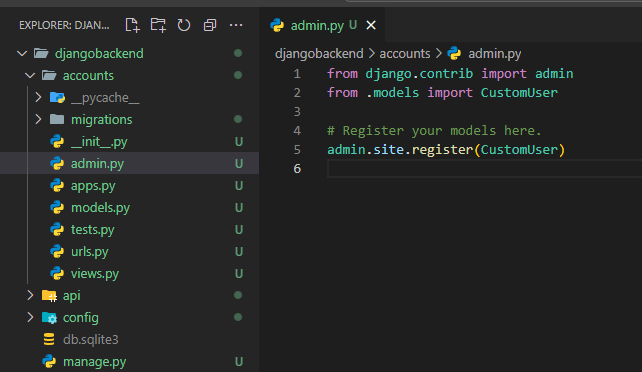 EXPLORER: DJAN...
djangobackend
accounts
__pycache__
migrations
__init__.py U
admin.py U
apps.py U
models.py U
tests.py U
urls.py U
views.py U
api
config
db.sqlite3
manage.py U
admin.py U
djangobackend > accounts > admin.py
1 from django.contrib import admin
2 from .models import CustomUser
3
4 # Register your models here.
5 admin.site.register(CustomUser)
6